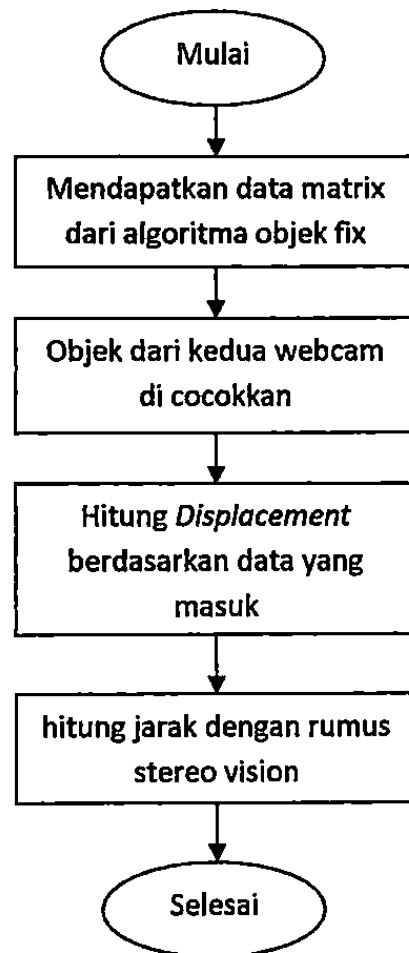 Mulai
Mendapatkan data matrix
dari algoritma objek fix
Objek dari kedua webcam
di cocokkan
Hitung Displacement
berdasarkan data yang
masuk
hitung jarak dengan rumus
stereo vision
Selesai